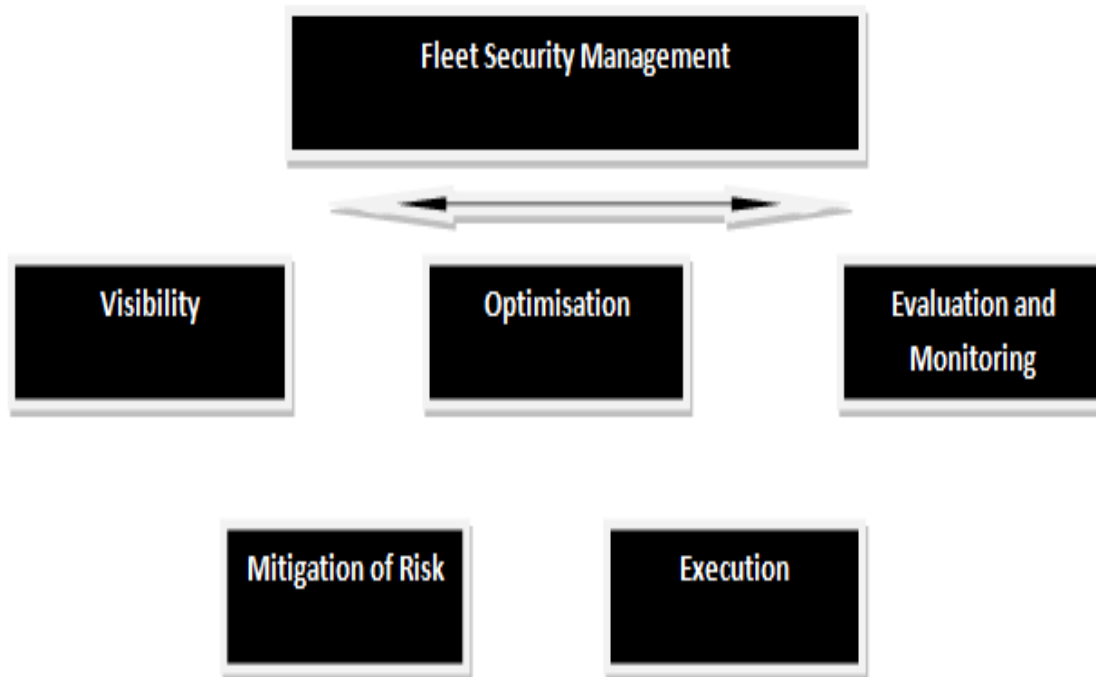 Fleet Security Management
Visibility
Optimisation
Evaluation and
Monitoring
Mitigation of Risk
Execution